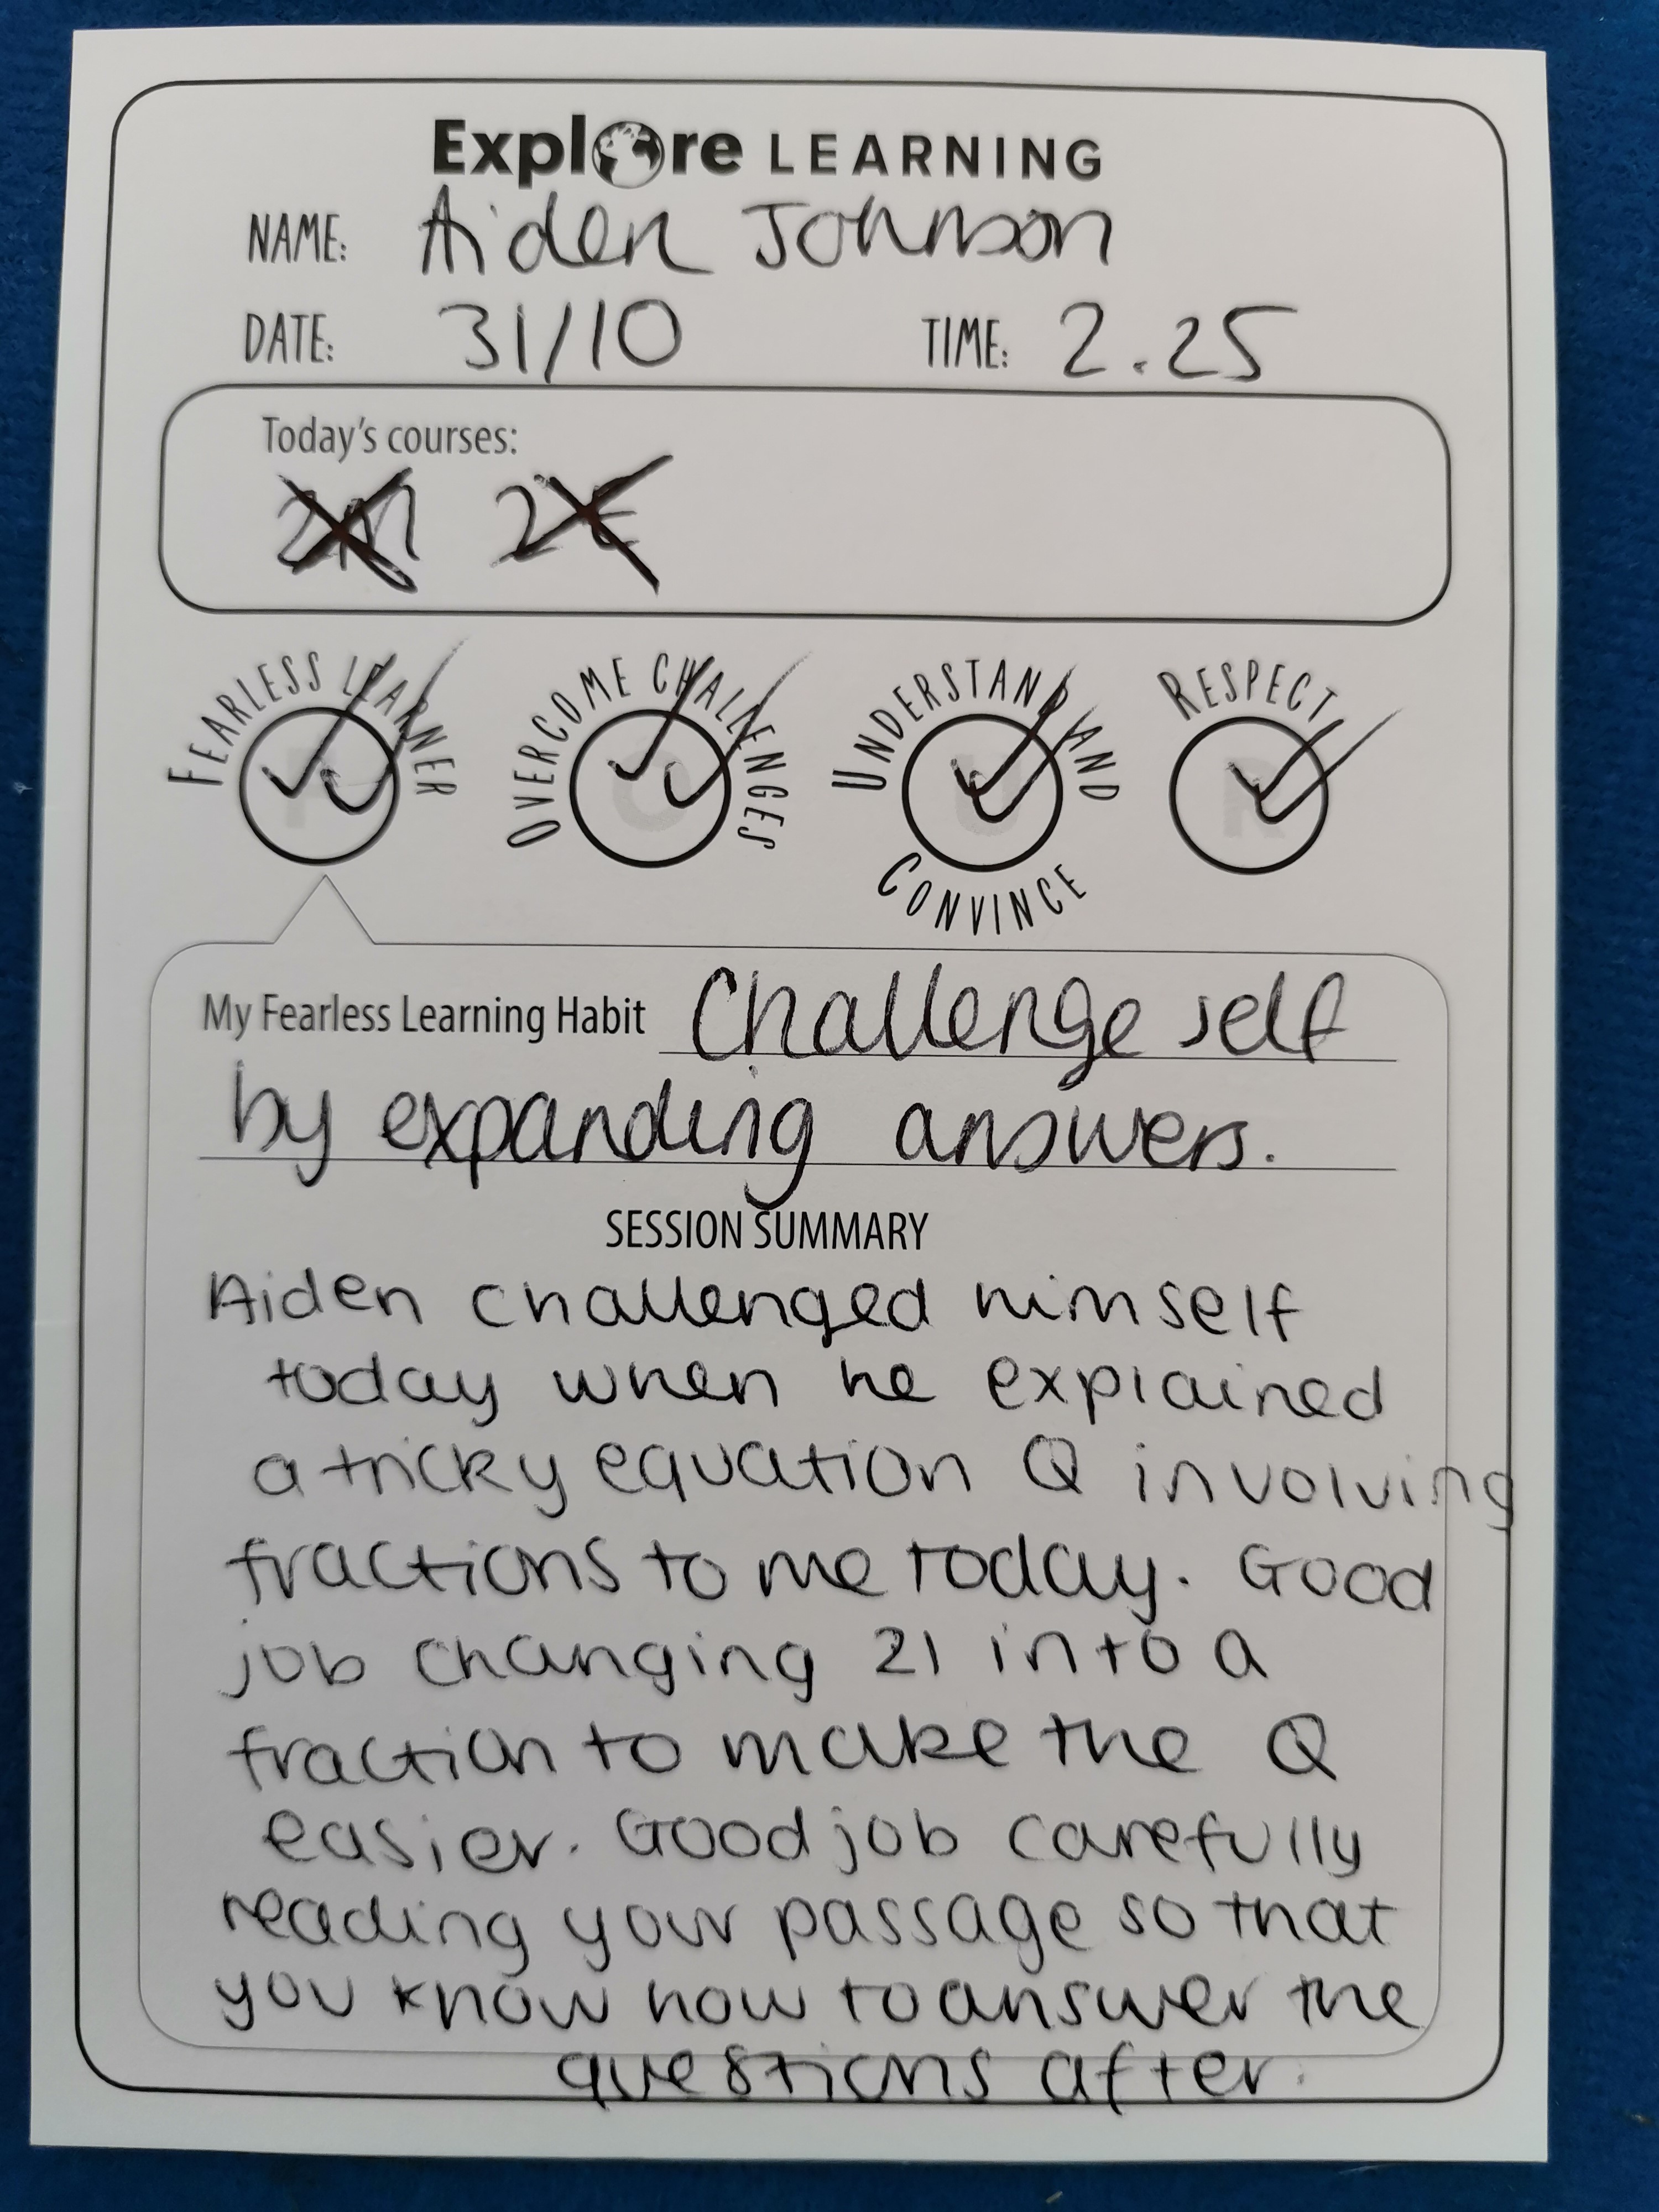 Explore LEARNING
NAME: Aiden Johnson
DATE: 31/10 TIME: 2.25
Today's courses:
2M 2E
FEARLESS LEARNER OVERCOME CHALLENGES UNDERSTAND AND CONVINCE RESPECT
My Fearless Learning Habit Challenge self
by expanding answers.
SESSION SUMMARY
Aiden challenged himself
today when he explained
a tricky equation Q involving
fractions to me today. Good
job changing 21 into a
fraction to make the Q
easier. Good job carefully
reading your passage so that
you know how to answer the
questions after.